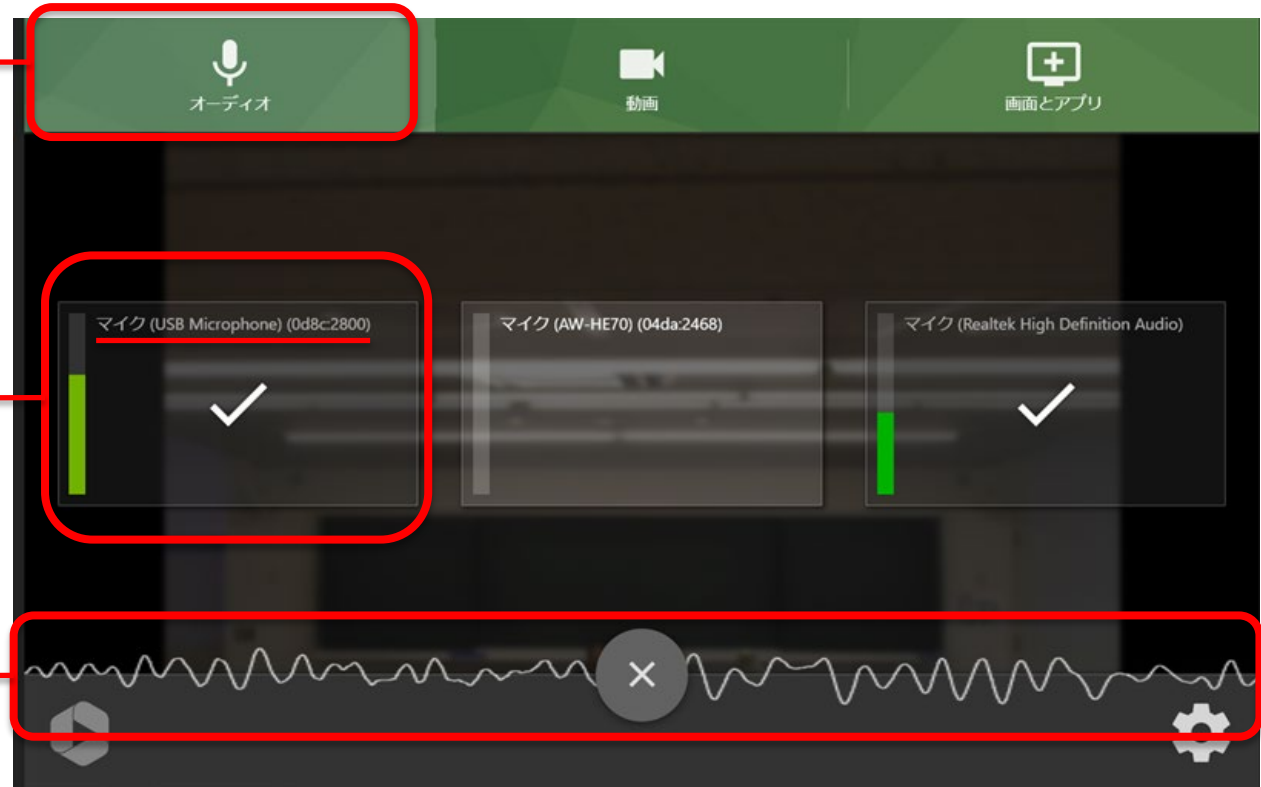 オーディオ
動画
画面とアプリ
マイク (USB Microphone) (0d8c:2800)
マイク (AW-HE70) (04da:2468)
マイク (Realtek High Definition Audio)